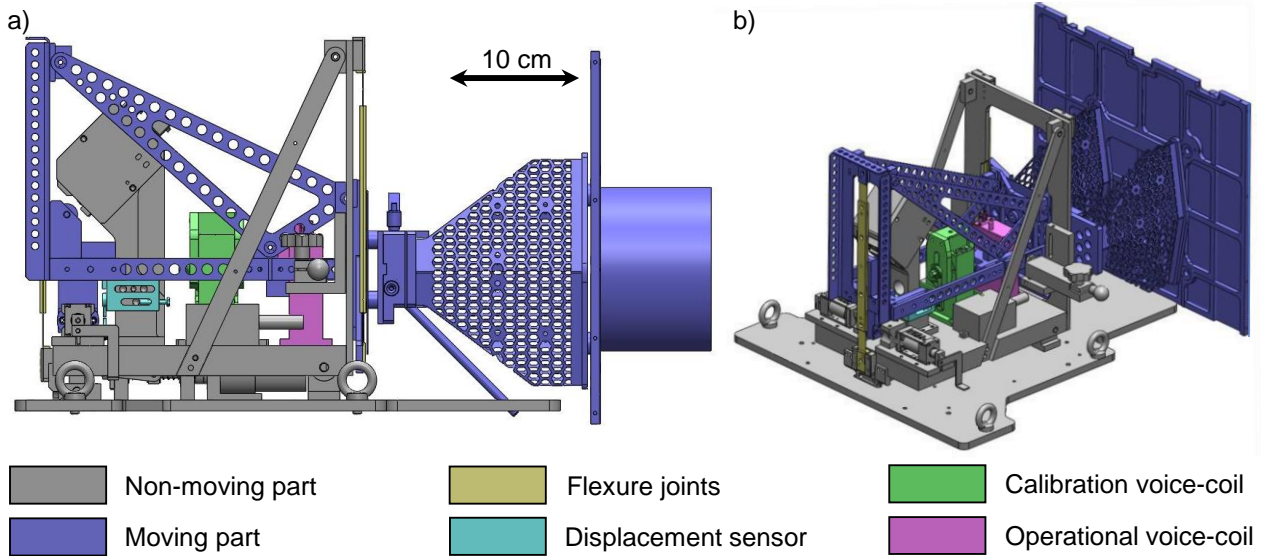 a)
b)
10 cm
Non-moving part
Flexure joints
Calibration voice-coil
Moving part
Displacement sensor
Operational voice-coil